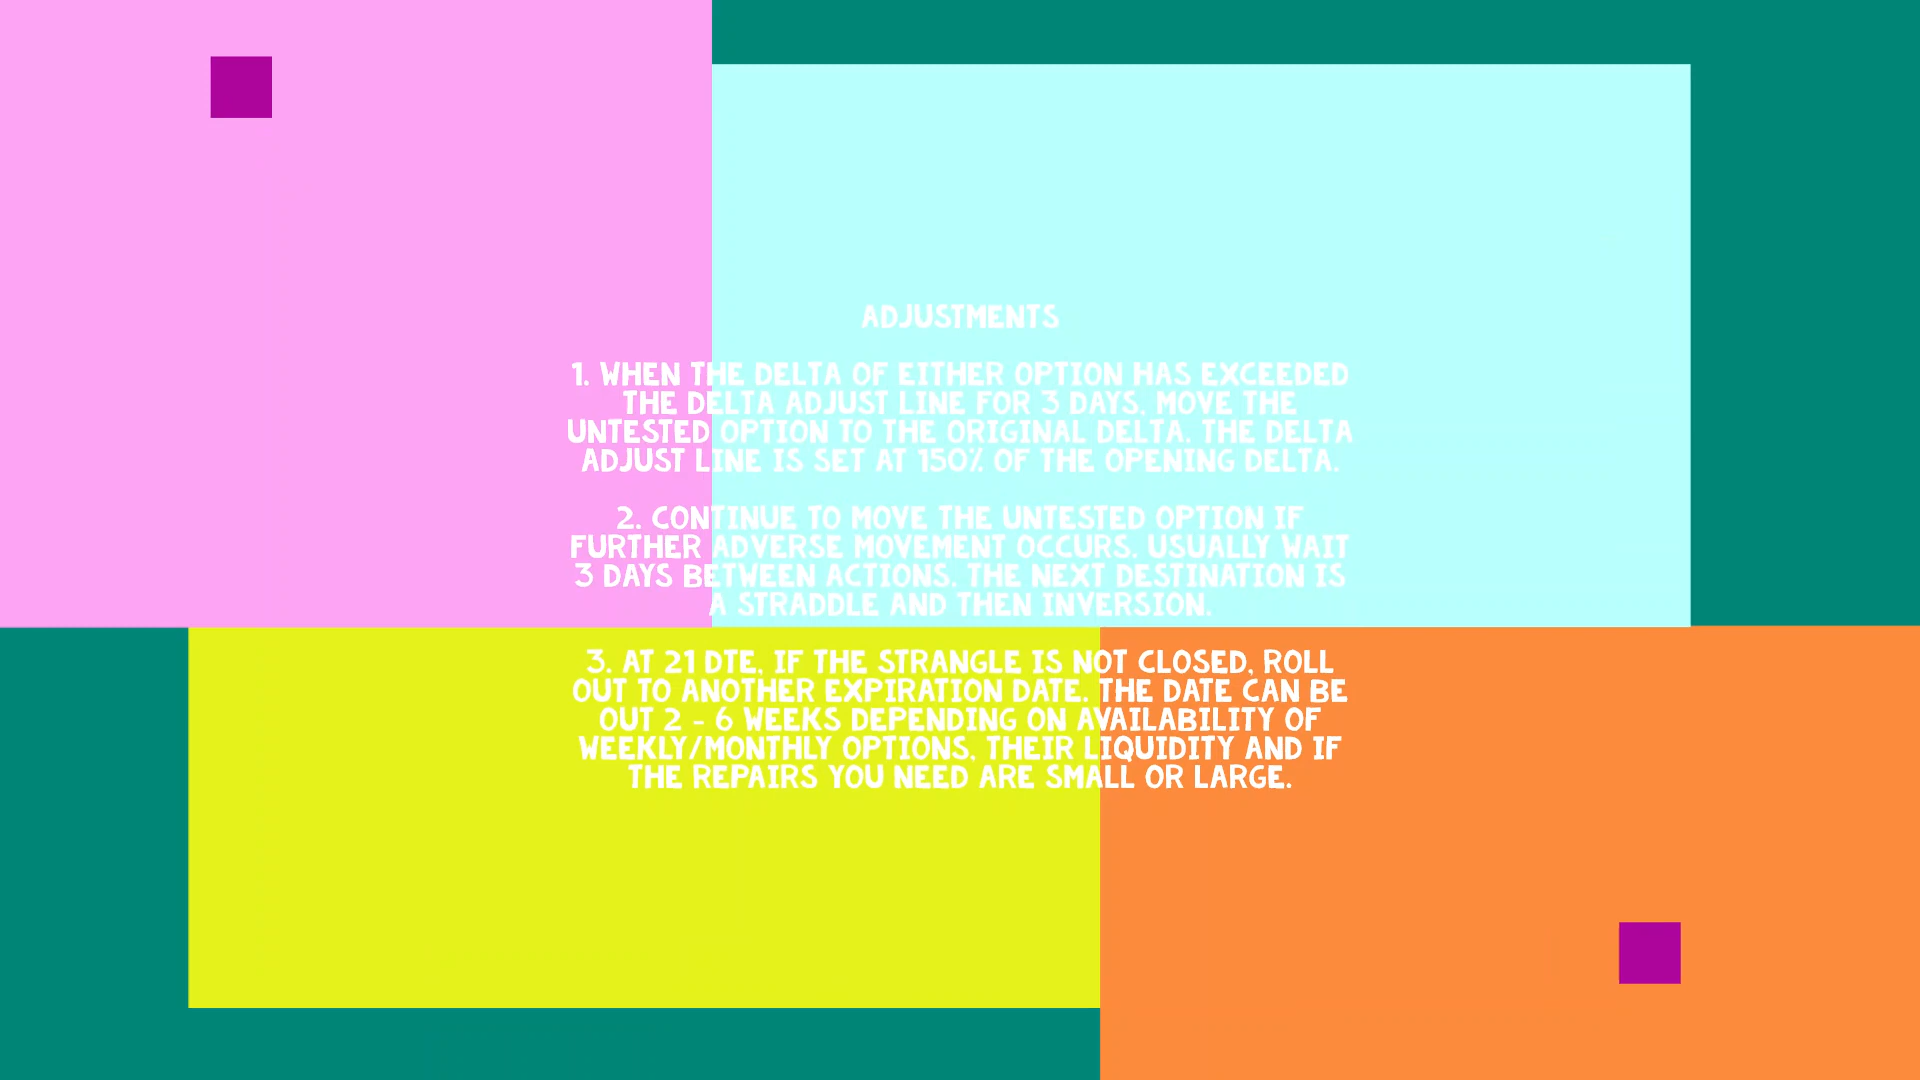 ADJUSTMENTS
1. WHEN THE DELTA OF EITHER OPTION HAS EXCEEDED
THE DELTA ADJUST LINE FOR 3 DAYS, MOVE THE
UNTESTED OPTION TO THE ORIGINAL DELTA. THE DELTA
ADJUST LINE IS SET AT 150% OF THE OPENING DELTA.
2. CONTINUE TO MOVE THE UNTESTED OPTION IF
FURTHER ADVERSE MOVEMENT OCCURS. USUALLY WAIT
3 DAYS BETWEEN ACTIONS. THE NEXT DESTINATION IS
A STRADDLE AND THEN INVERSION.
3. AT 21 DTE, IF THE STRANGLE IS NOT CLOSED, ROLL
OUT TO ANOTHER EXPIRATION DATE. THE DATE CAN BE
OUT 2 - 6 WEEKS DEPENDING ON AVAILABILITY OF
WEEKLY/MONTHLY OPTIONS, THEIR LIQUIDITY AND IF
THE REPAIRS YOU NEED ARE SMALL OR LARGE.